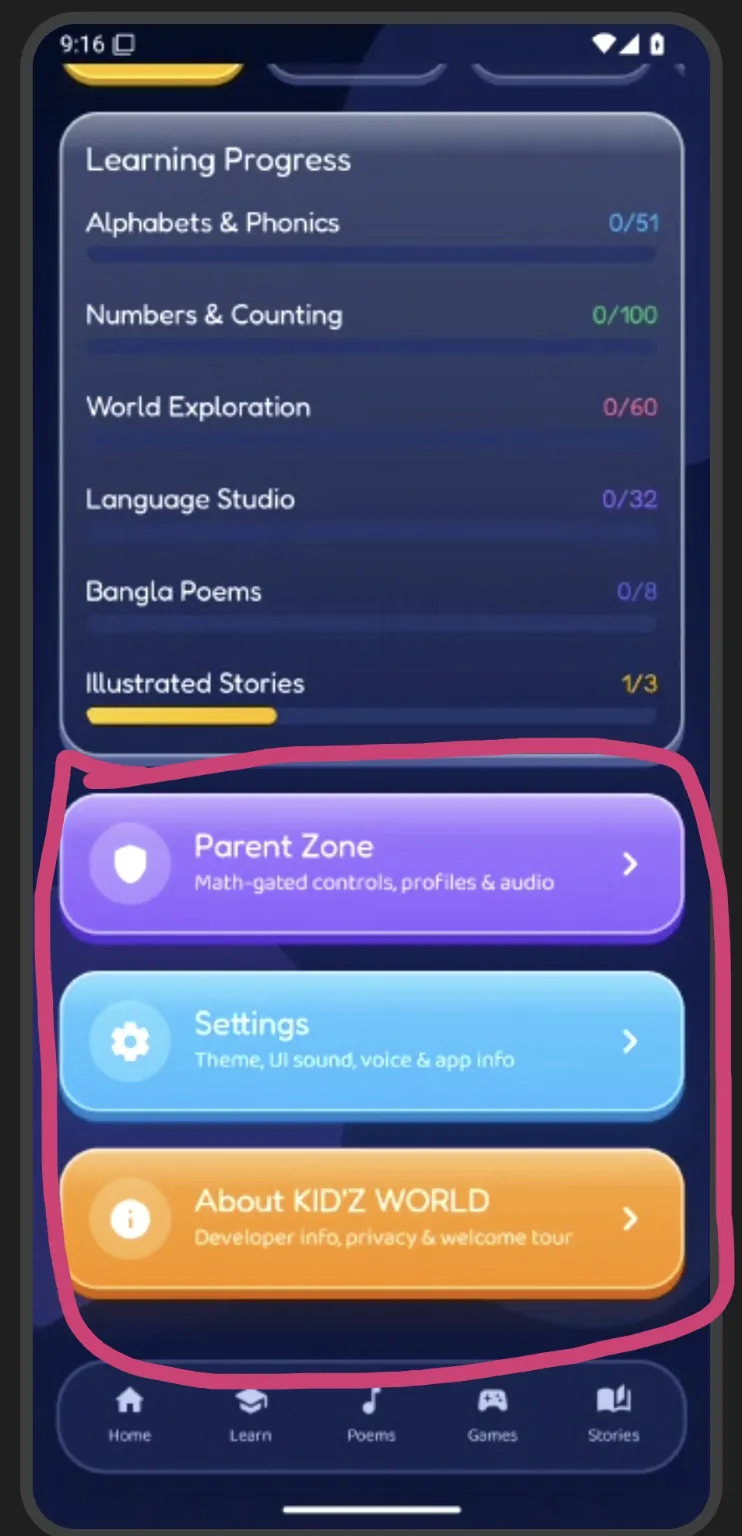 9:16
Learning Progress
Alphabets & Phonics 0/51
Numbers & Counting 0/100
World Exploration 0/60
Language Studio 0/32
Bangla Poems 0/8
Illustrated Stories 1/3
Parent Zone
Math-gated controls, profiles & audio
Settings
Theme, UI sound, voice & app info
About KID'Z WORLD
Developer info, privacy & welcome tour
Home Learn Poems Games Stories